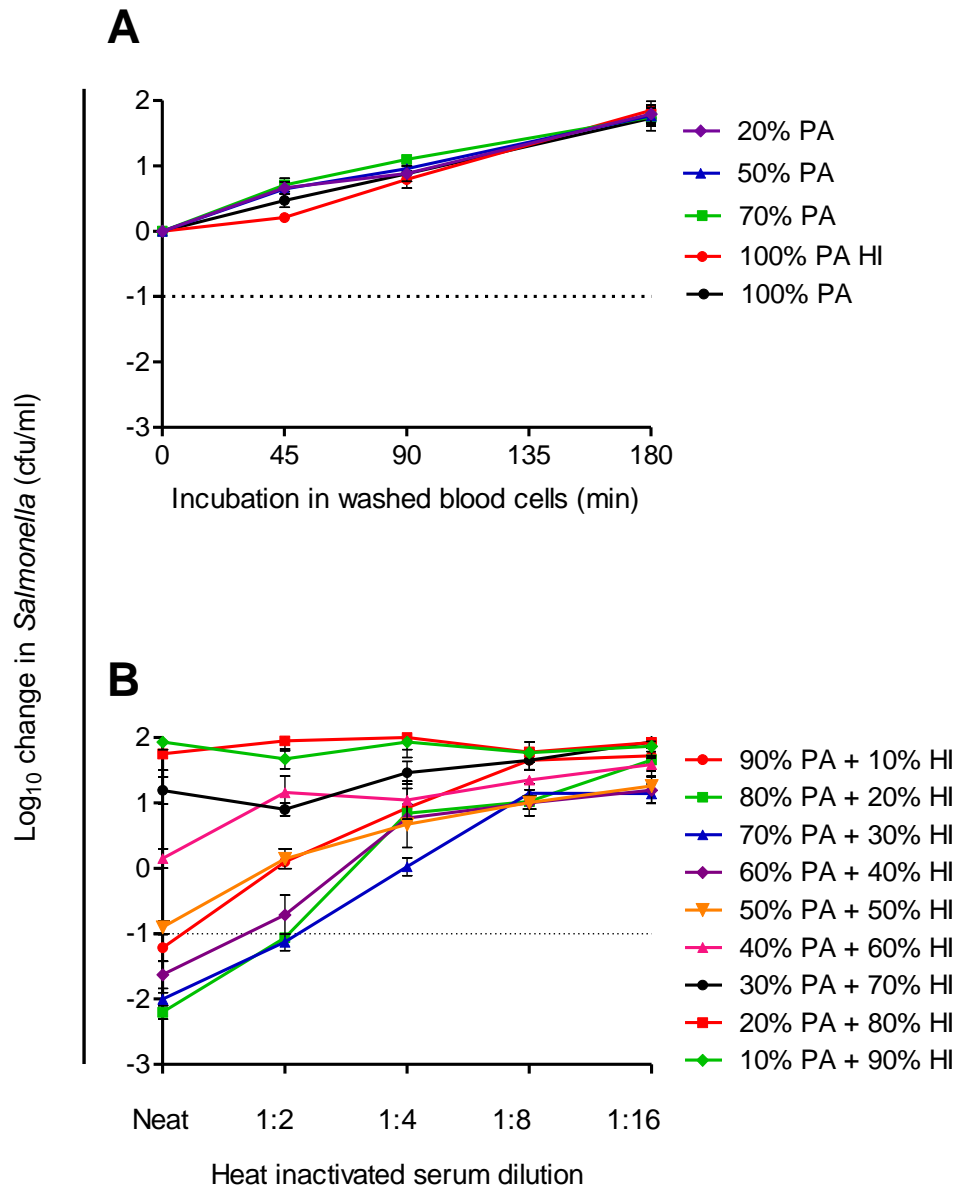 A
2
1
0
-1
-2
-3
0 45 90 135 180
Incubation in washed blood cells (min)
20% PA
50% PA
70% PA
100% PA HI
100% PA
Log10 change in Salmonella (cfu/ml)
B
2
1
0
-1
-2
-3
Neat 1:2 1:4 1:8 1:16
Heat inactivated serum dilution
90% PA + 10% HI
80% PA + 20% HI
70% PA + 30% HI
60% PA + 40% HI
50% PA + 50% HI
40% PA + 60% HI
30% PA + 70% HI
20% PA + 80% HI
10% PA + 90% HI